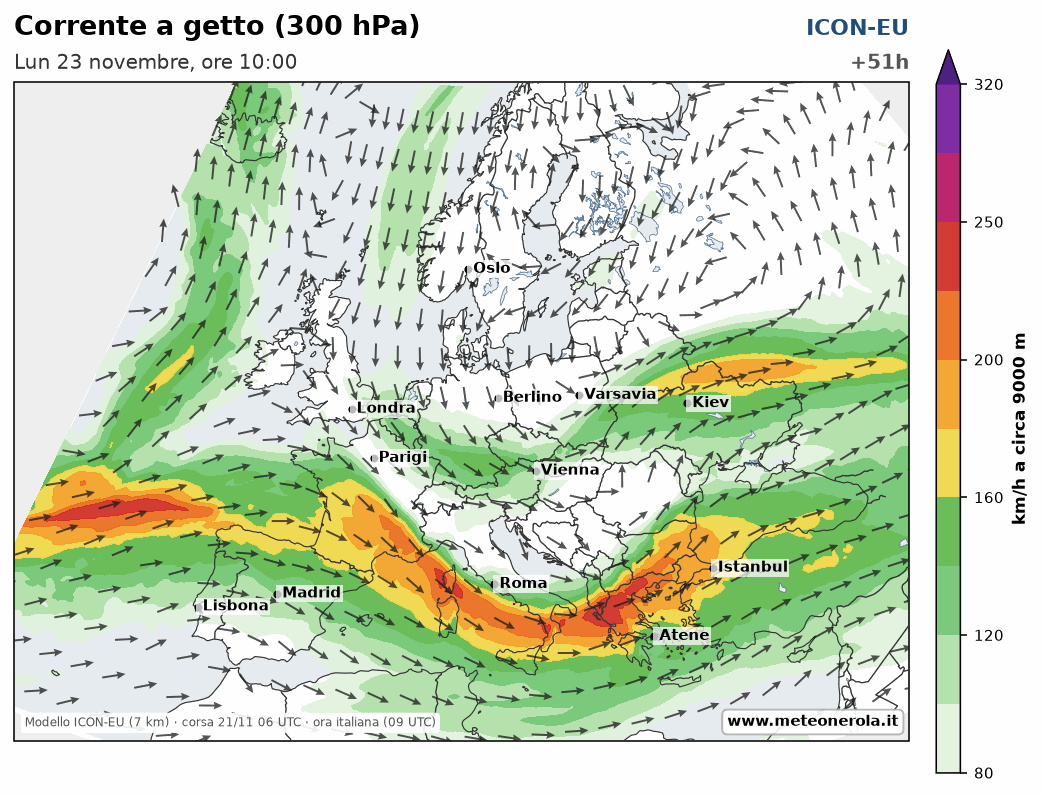 Corrente a getto (300 hPa)
ICON-EU
Lun 23 novembre, ore 10:00
+51h
320
250
200
160
120
80
km/h a circa 9000 m
Oslo
Berlino
Varsavia
Kiev
Londra
Parigi
Vienna
Istanbul
Roma
Madrid
Lisbona
Atene
Modello ICON-EU (7 km) · corsa 21/11 06 UTC · ora italiana (09 UTC)
www.meteonerola.it